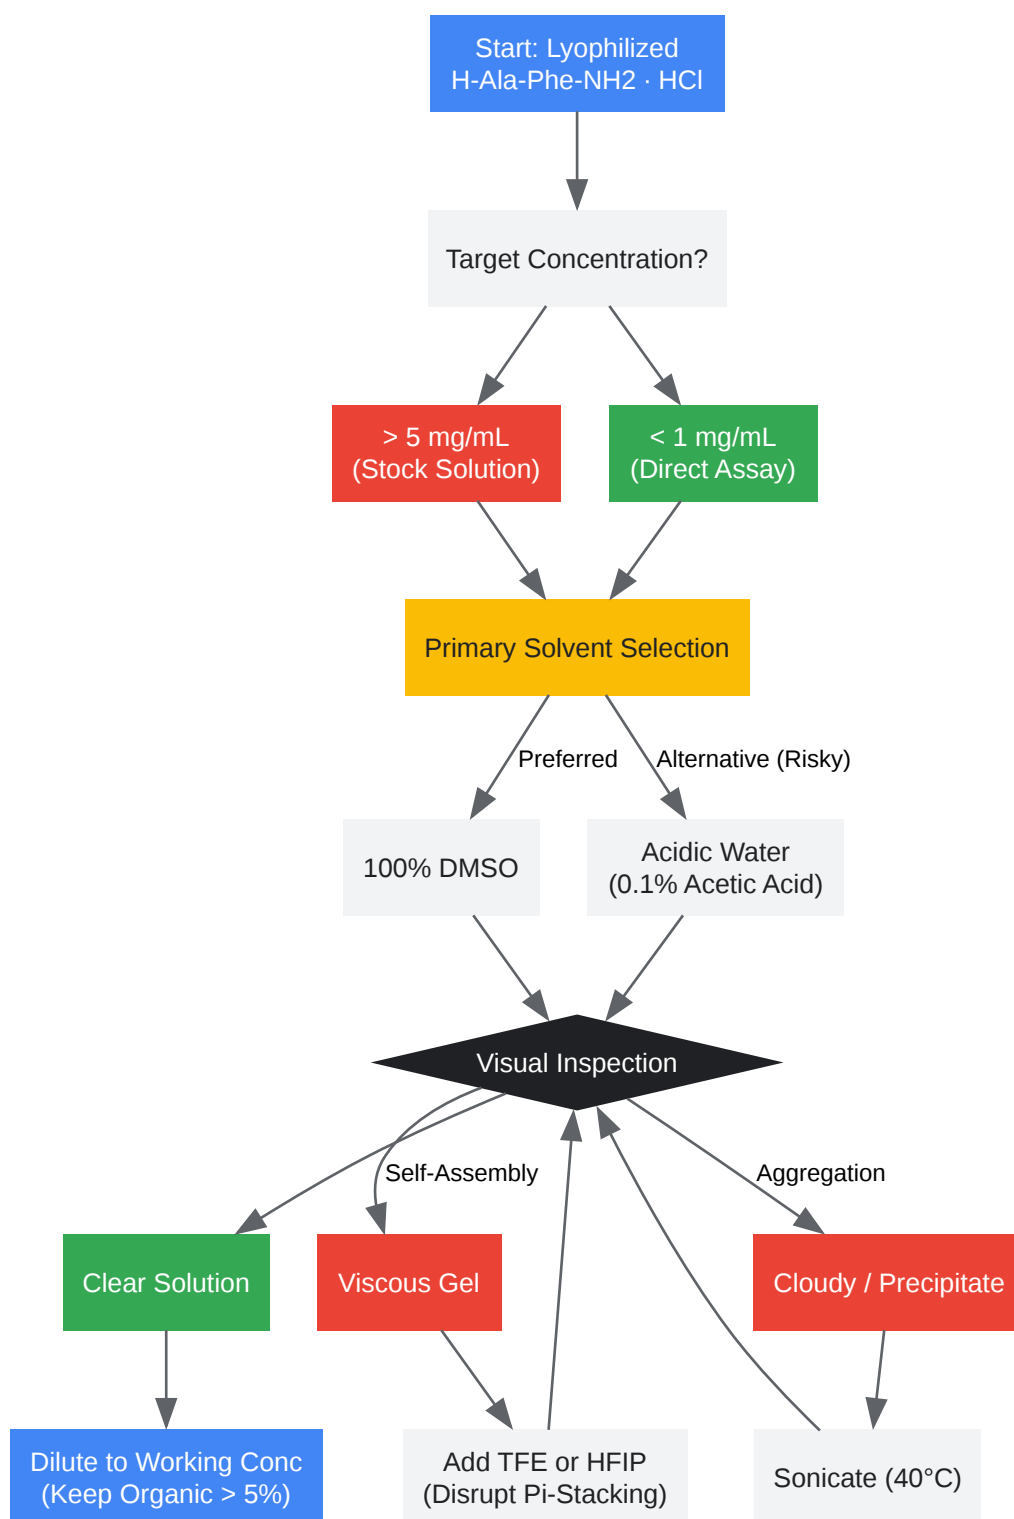 Start: Lyophilized
H-Ala-Phe-NH2 · HCl
Target Concentration?
> 5 mg/mL
(Stock Solution)
< 1 mg/mL
(Direct Assay)
Primary Solvent Selection
Preferred
Alternative (Risky)
100% DMSO
Acidic Water
(0.1% Acetic Acid)
Visual Inspection
Self-Assembly
Aggregation
Clear Solution
Viscous Gel
Cloudy / Precipitate
Dilute to Working Conc
(Keep Organic > 5%)
Add TFE or HFIP
(Disrupt Pi-Stacking)
Sonicate (40°C)